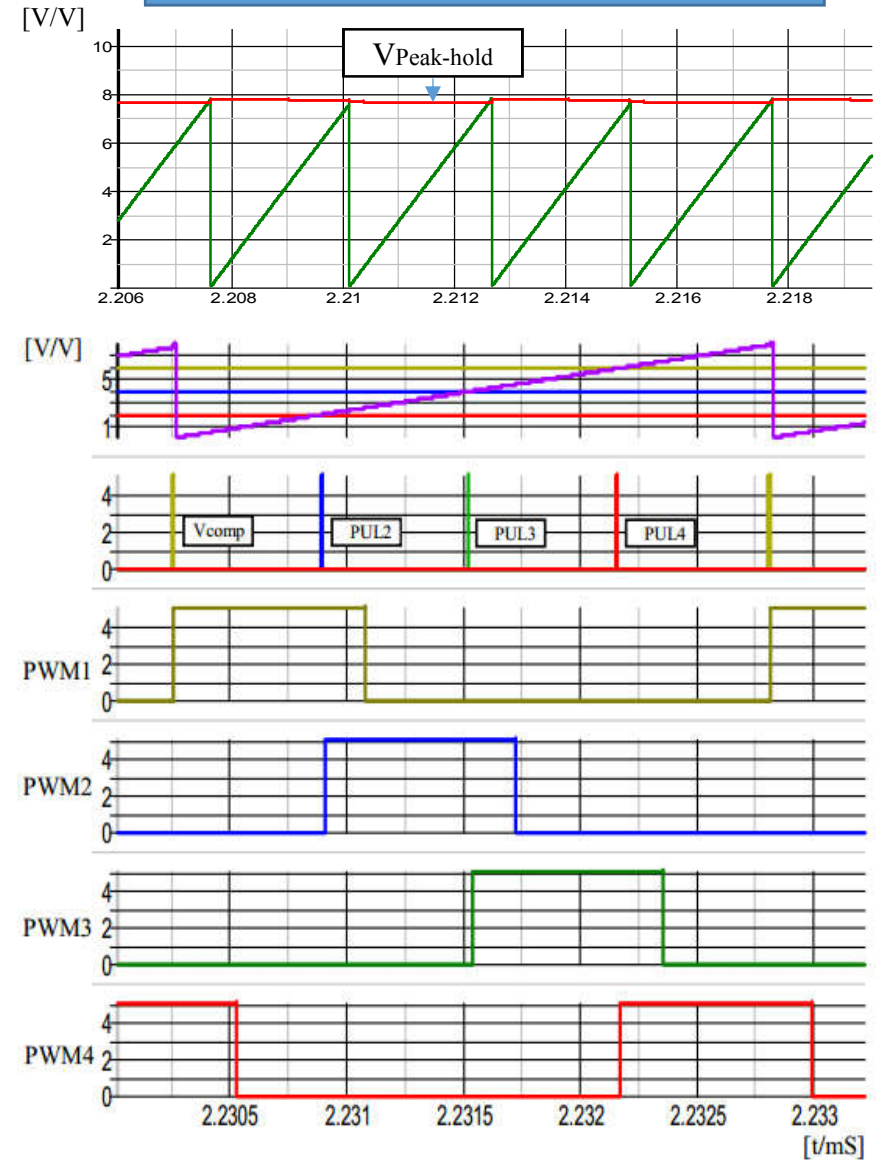 [V/V]
10
VPeak-hold
8
6
4
2
2.206 2.208 2.21 2.212 2.214 2.216 2.218
[V/V]
5
1
4
2
0
Vcomp PUL2 PUL3 PUL4
4
PWM1 2
0
4
PWM2 2
0
4
PWM3 2
0
4
PWM4 2
0
2.2305 2.231 2.2315 2.232 2.2325 2.233
[t/mS]